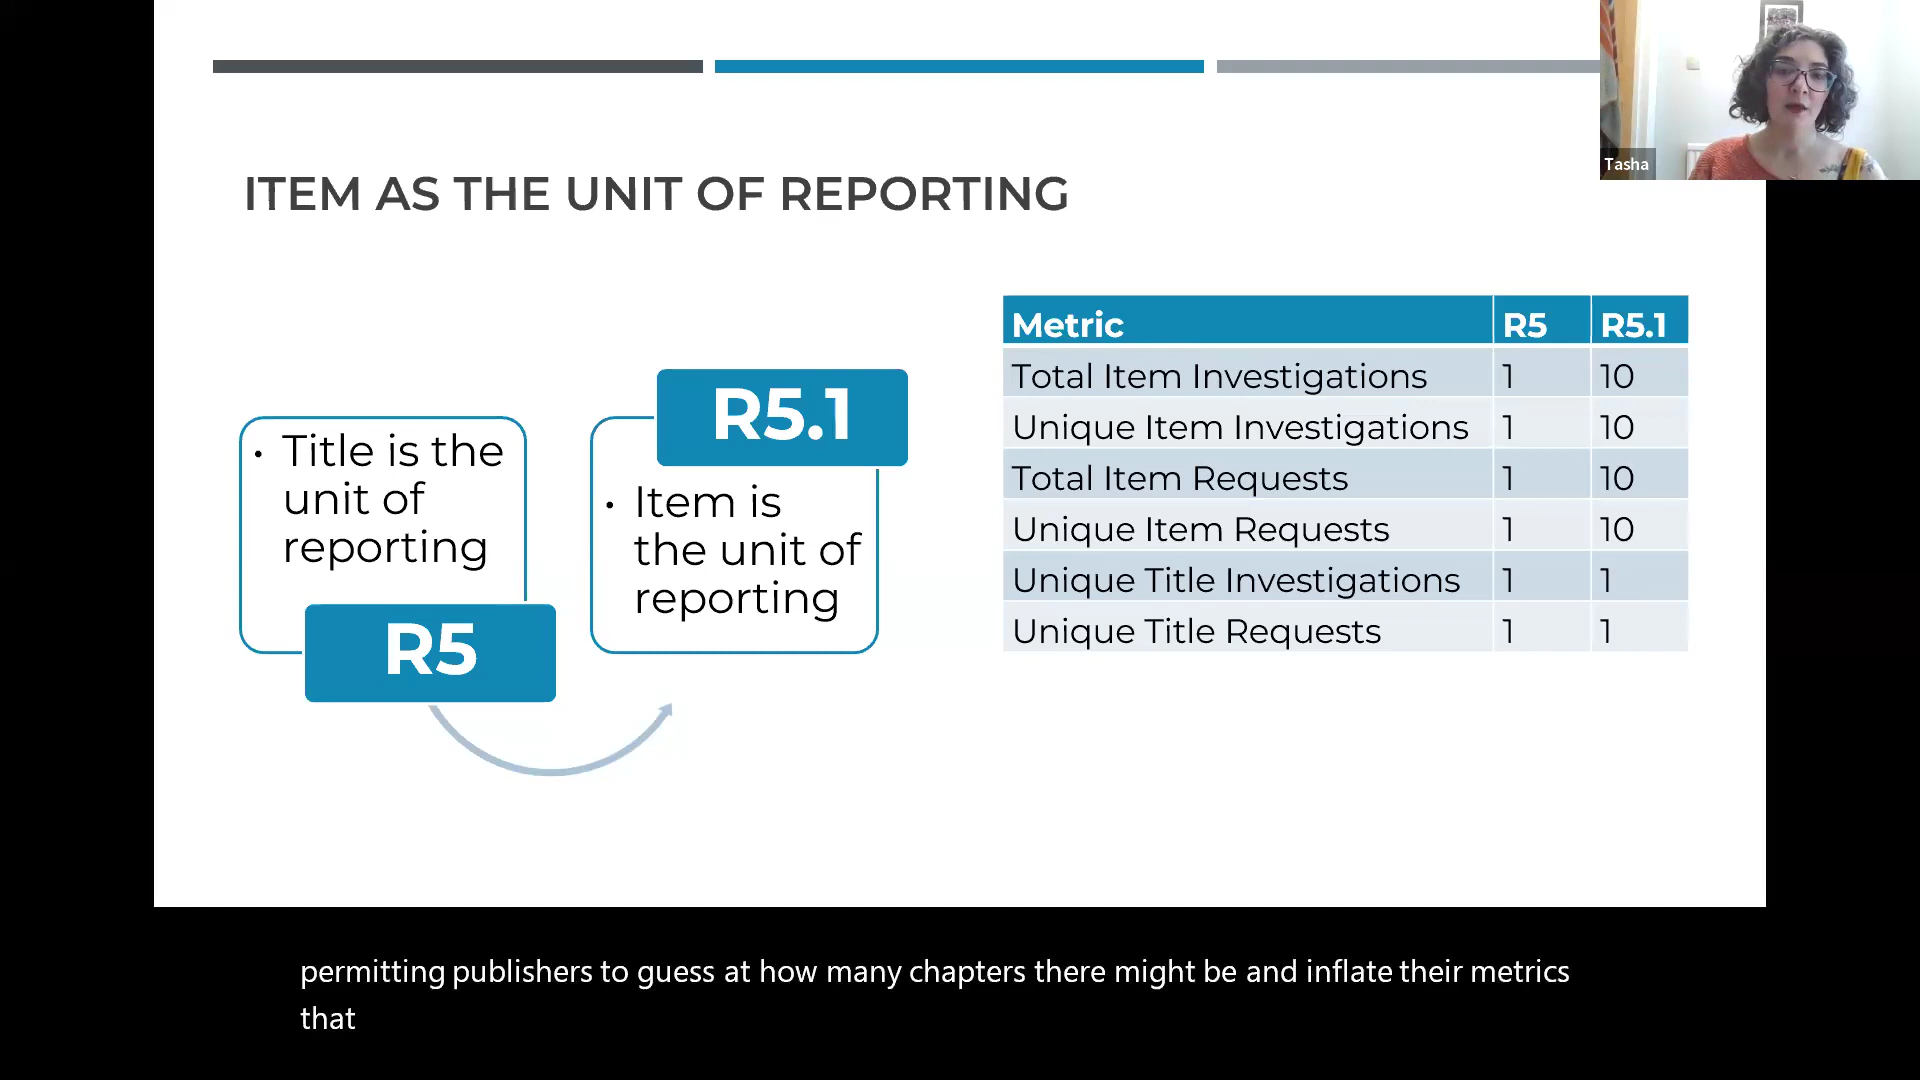 Tasha
ITEM AS THE UNIT OF REPORTING
• Title is the
unit of
reporting
R5
R5.1
• Item is
the unit of
reporting
Metric R5 R5.1
Total Item Investigations 1 10
Unique Item Investigations 1 10
Total Item Requests 1 10
Unique Item Requests 1 10
Unique Title Investigations 1 1
Unique Title Requests 1 1
permitting publishers to guess at how many chapters there might be and inflate their metrics
that